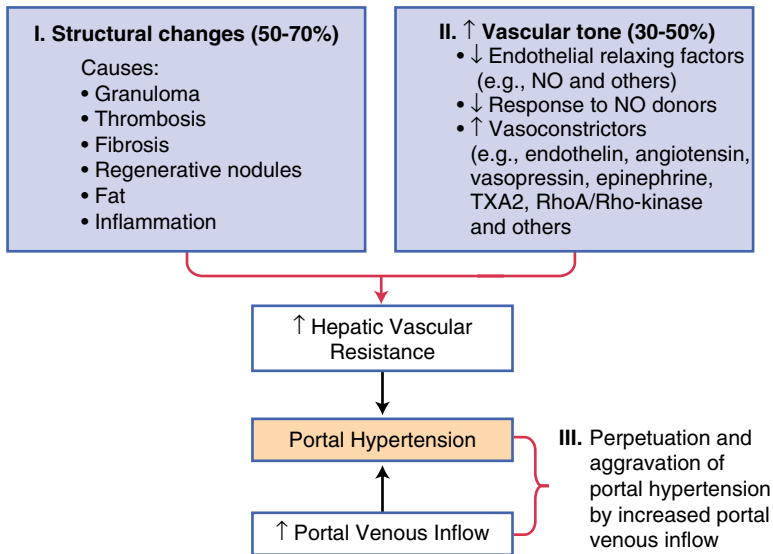 I. Structural changes (50-70%)
Causes:
• Granuloma
• Thrombosis
• Fibrosis
• Regenerative nodules
• Fat
• Inflammation
II. ↑ Vascular tone (30-50%)
• ↓ Endothelial relaxing factors
(e.g., NO and others)
• ↓ Response to NO donors
• ↑ Vasoconstrictors
(e.g., endothelin, angiotensin,
vasopressin, epinephrine,
TXA2, RhoA/Rho-kinase
and others
↑ Hepatic Vascular
Resistance
Portal Hypertension
↑ Portal Venous Inflow
III. Perpetuation and
aggravation of
portal hypertension
by increased portal
venous inflow